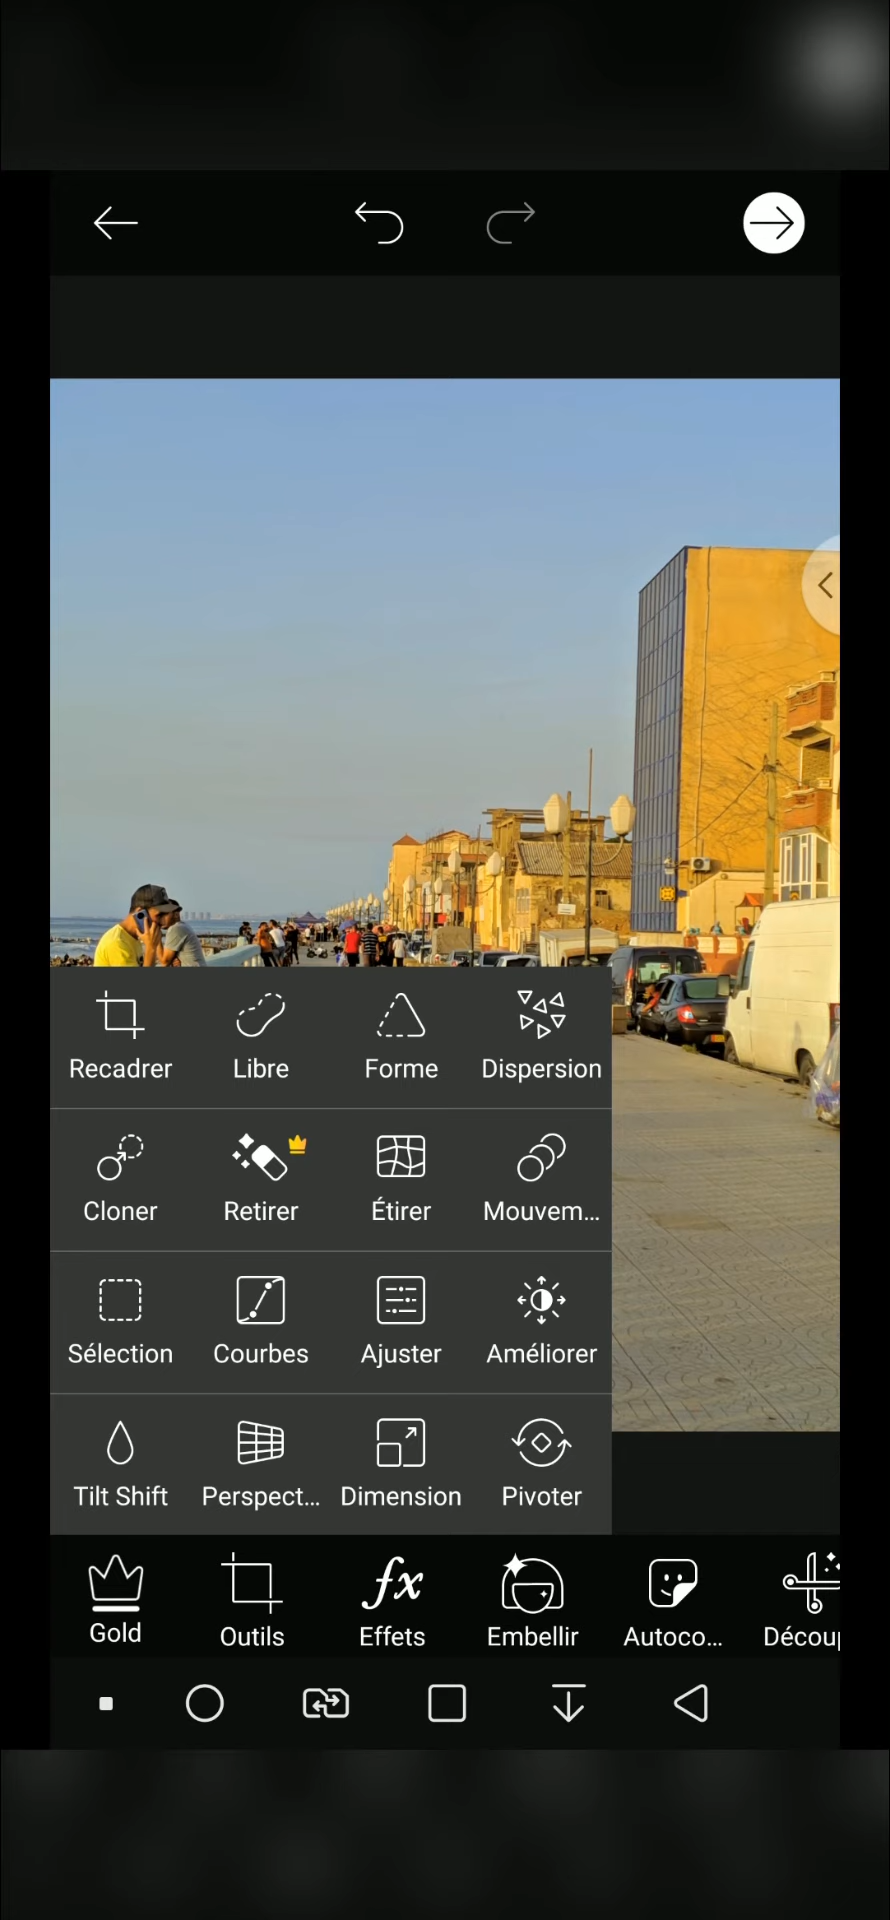 Recadrer Libre Forme Dispersion
Cloner Retirer Étirer Mouvem...
Sélection Courbes Ajuster Améliorer
Tilt Shift Perspect... Dimension Pivoter
Gold Outils Effets Embellir Autoco... Découp